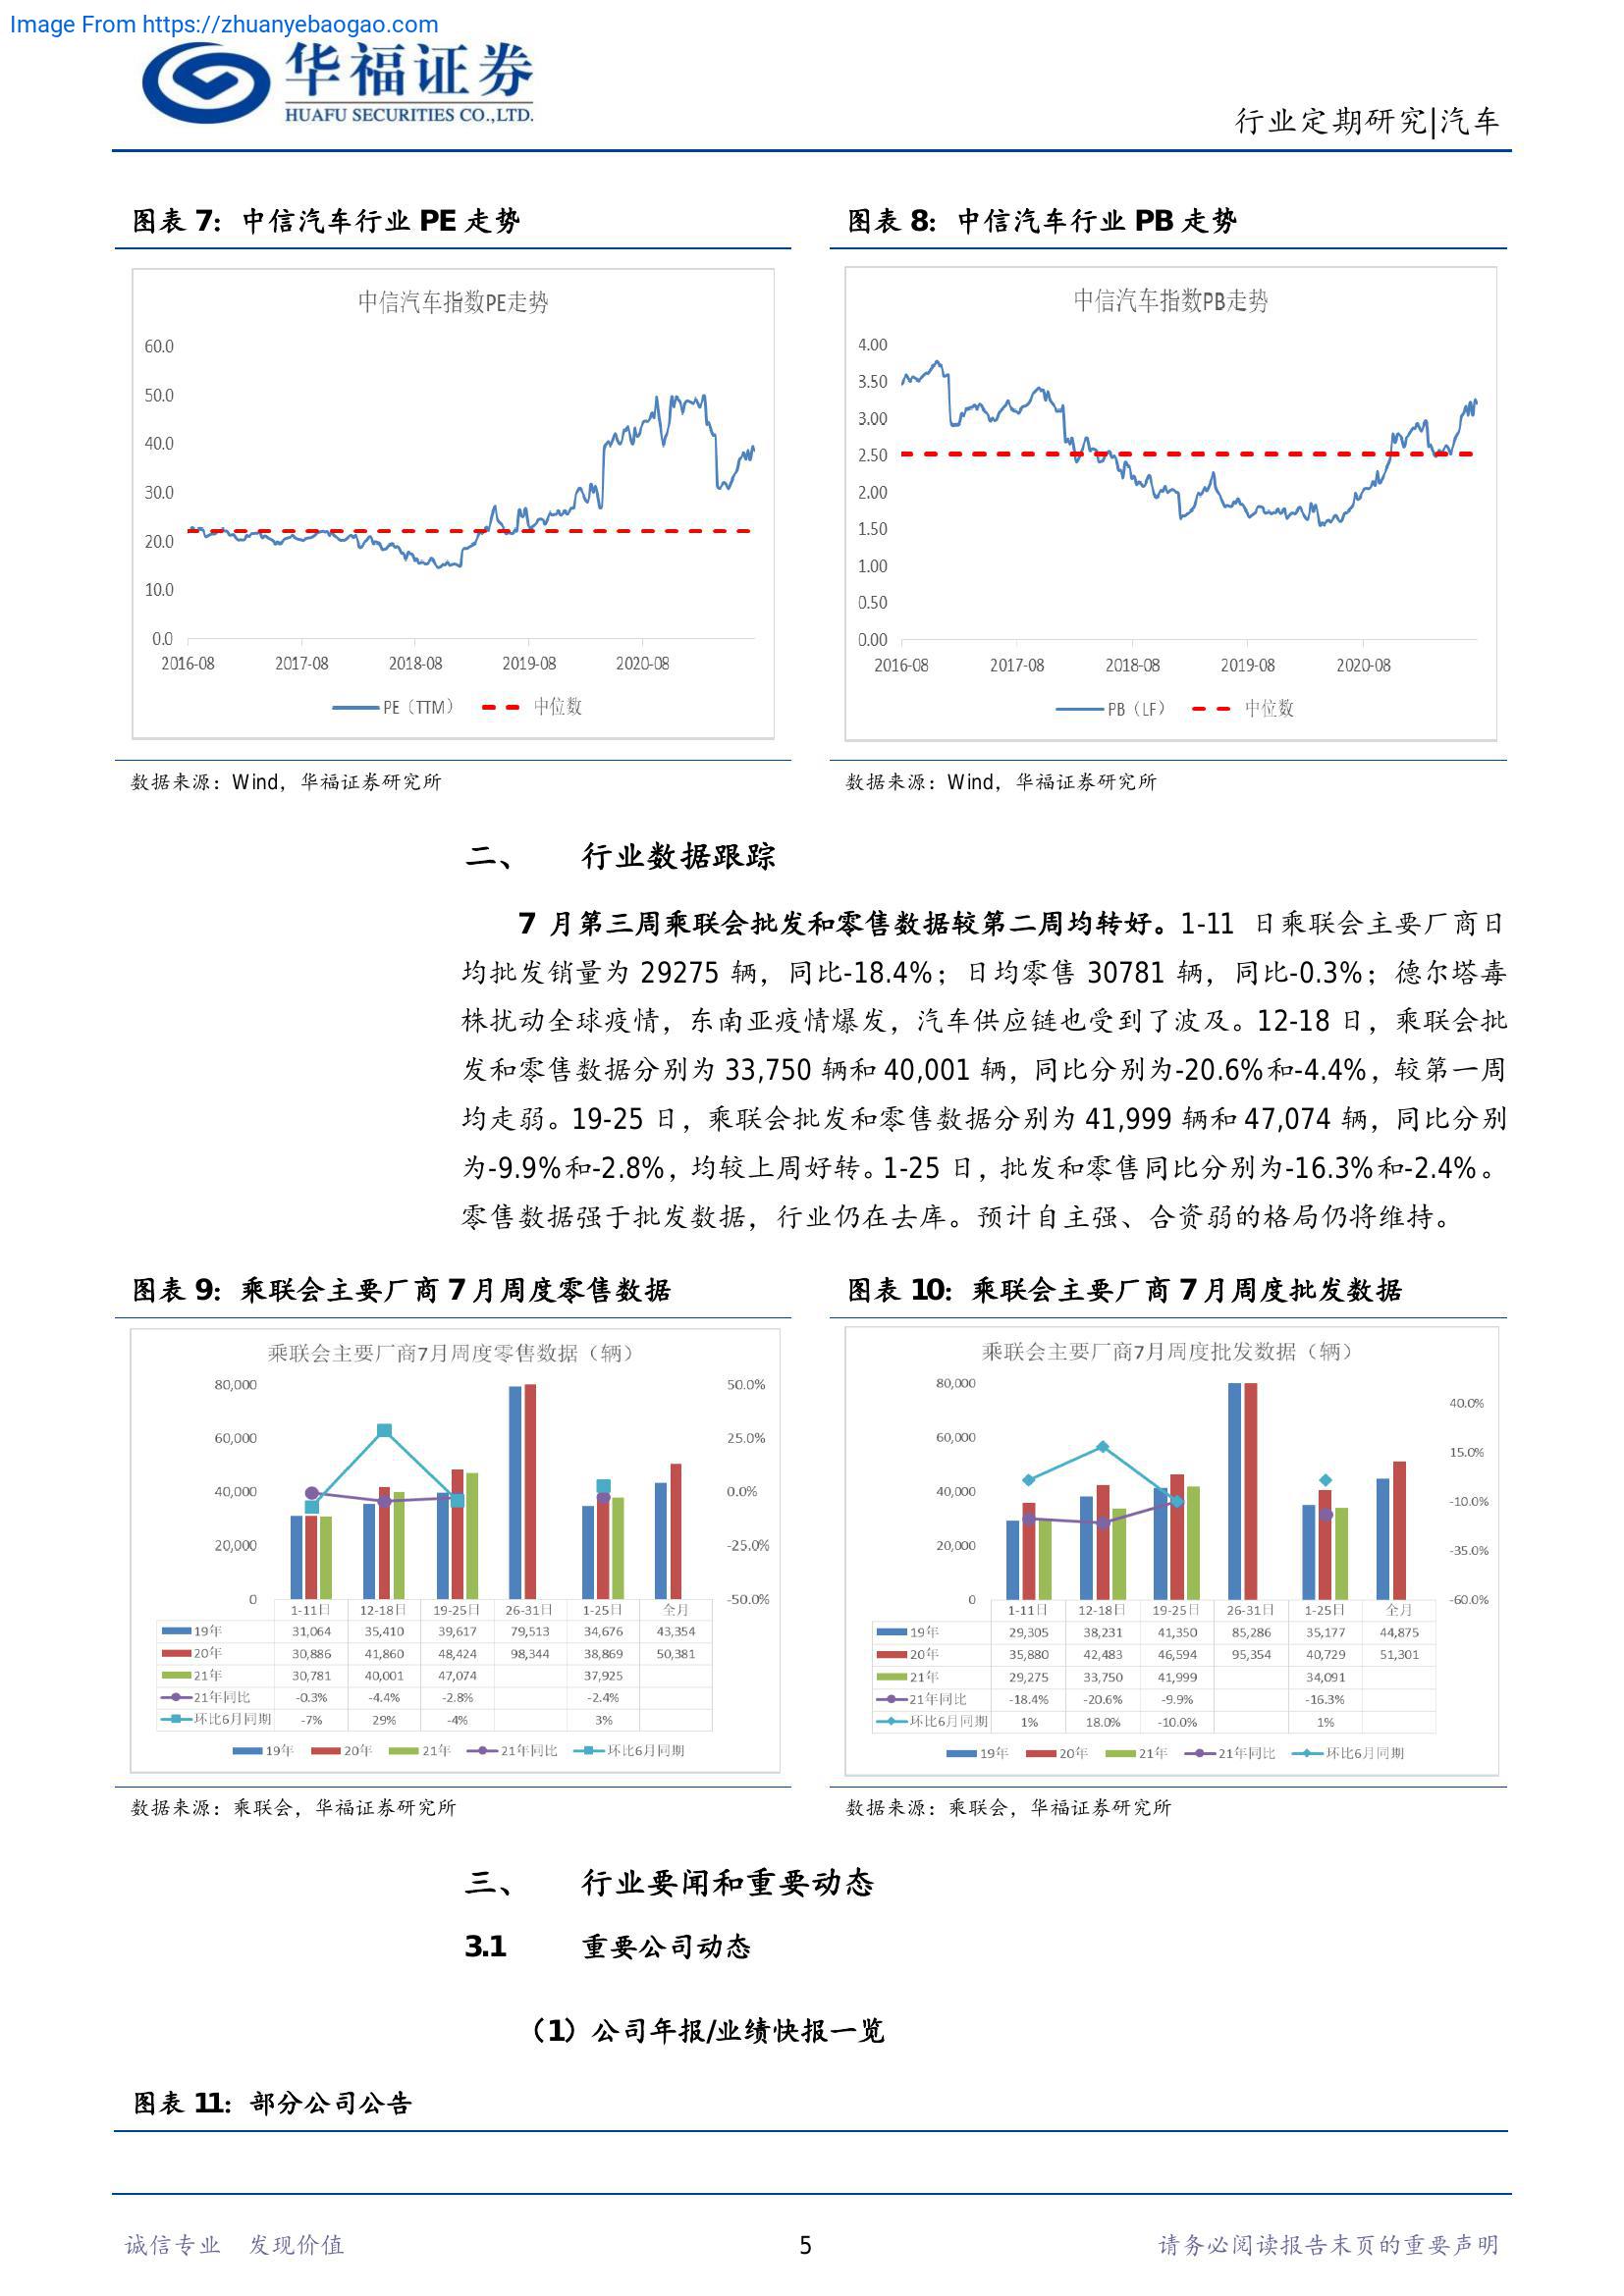 Image From https://zhuanyebaogao.com
华福证券
HUAFU SECURITIES CO.,LTD.
行业定期研究|汽车
图表 7：中信汽车行业 PE 走势
中信汽车指数PE走势
60.0
50.0
40.0
30.0
20.0
10.0
0.0
2016-08 2017-08 2018-08 2019-08 2020-08
PE（TTM） 中位数
数据来源：Wind，华福证券研究所
图表 8：中信汽车行业 PB 走势
中信汽车指数PB走势
4.00
3.50
3.00
2.50
2.00
1.50
1.00
0.50
0.00
2016-08 2017-08 2018-08 2019-08 2020-08
PB（LF） 中位数
数据来源：Wind，华福证券研究所
二、 行业数据跟踪
7 月第三周乘联会批发和零售数据较第二周均转好。1-11 日乘联会主要厂商日
均批发销量为 29275 辆，同比-18.4%；日均零售 30781 辆，同比-0.3%；德尔塔毒
株扰动全球疫情，东南亚疫情爆发，汽车供应链也受到了波及。12-18 日，乘联会批
发和零售数据分别为 33,750 辆和 40,001 辆，同比分别为-20.6%和-4.4%，较第一周
均走弱。19-25 日，乘联会批发和零售数据分别为 41,999 辆和 47,074 辆，同比分别
为-9.9%和-2.8%，均较上周好转。1-25 日，批发和零售同比分别为-16.3%和-2.4%。
零售数据强于批发数据，行业仍在去库。预计自主强、合资弱的格局仍将维持。
图表 9：乘联会主要厂商 7 月周度零售数据
乘联会主要厂商7月周度零售数据（辆）
80,000 50.0%
60,000 25.0%
40,000 0.0%
20,000 -25.0%
0 -50.0%
1-11日 12-18日 19-25日 26-31日 1-25日 全月
19年 31,064 35,410 39,617 79,513 34,676 43,354
20年 30,886 41,860 48,424 98,344 38,869 50,381
21年 30,781 40,001 47,074 37,925
21年同比 -0.3% -4.4% -2.8% -2.4%
环比6月同期 -7% 29% -4% 3%
19年 20年 21年 21年同比 环比6月同期
数据来源：乘联会，华福证券研究所
图表 10：乘联会主要厂商 7 月周度批发数据
乘联会主要厂商7月周度批发数据（辆）
80,000
40.0%
60,000
15.0%
40,000
-10.0%
20,000
-35.0%
0 -60.0%
1-11日 12-18日 19-25日 26-31日 1-25日 全月
19年 29,305 38,231 41,350 85,286 35,177 44,875
20年 35,880 42,483 46,594 95,354 40,729 51,301
21年 29,275 33,750 41,999 34,091
21年同比 -18.4% -20.6% -9.9% -16.3%
环比6月同期 1% 18.0% -10.0% 1%
19年 20年 21年 21年同比 环比6月同期
数据来源：乘联会，华福证券研究所
三、 行业要闻和重要动态
3.1 重要公司动态
（1）公司年报/业绩快报一览
图表 11：部分公司公告
诚信专业 发现价值 5 请务必阅读报告末页的重要声明